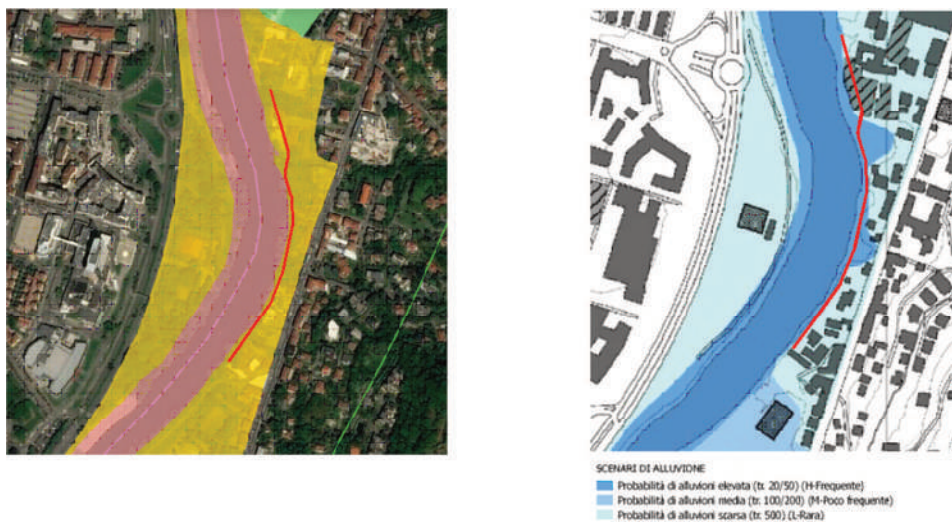 SCENARI DI ALLUVIONE
Probabilità di alluvioni elevata (tr. 20/50) (H-Frequente)
Probabilità di alluvioni media (tr. 100/200) (M-Poco frequente)
Probabilità di alluvioni scarsa (tr. 500) (L-Rara)